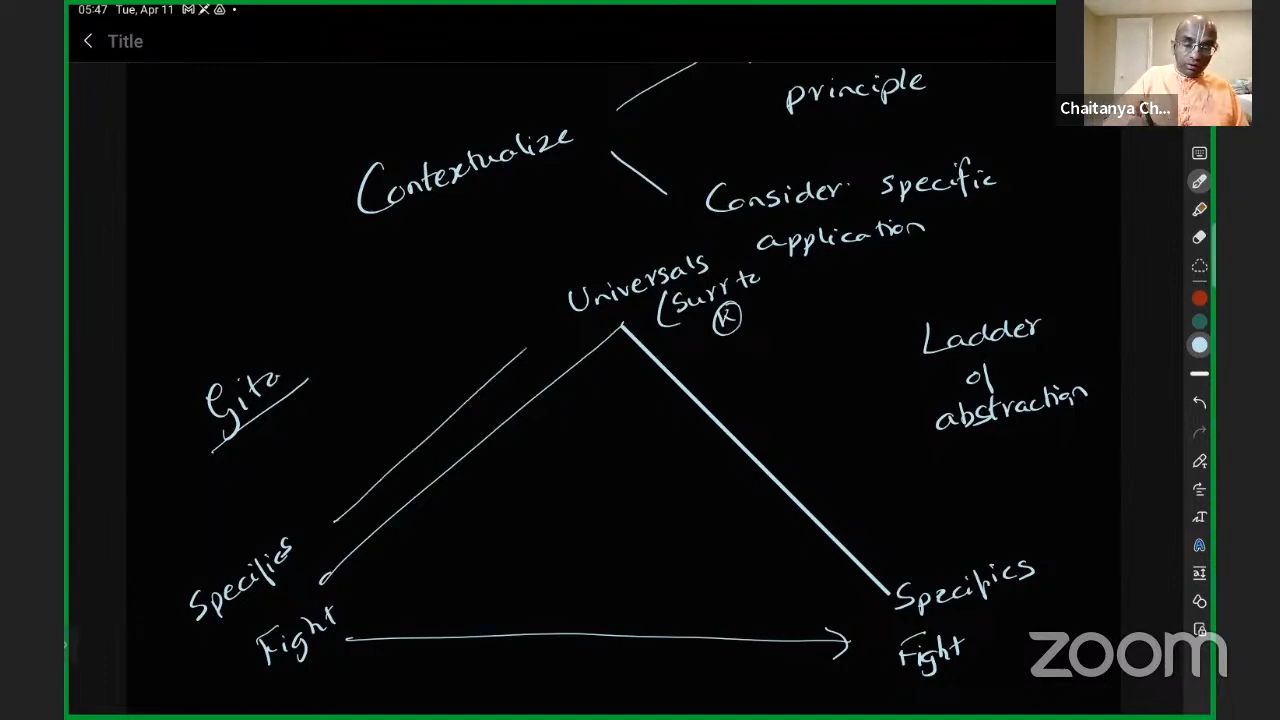 05:47 Tue, Apr 11
Title
principle
Contextualize
Consider specific
application
Universals
(Surr to
K
Ladder
of
abstraction
Gita
Specifics
Fight
Specifics
Fight
Chaitanya Ch...
zoom